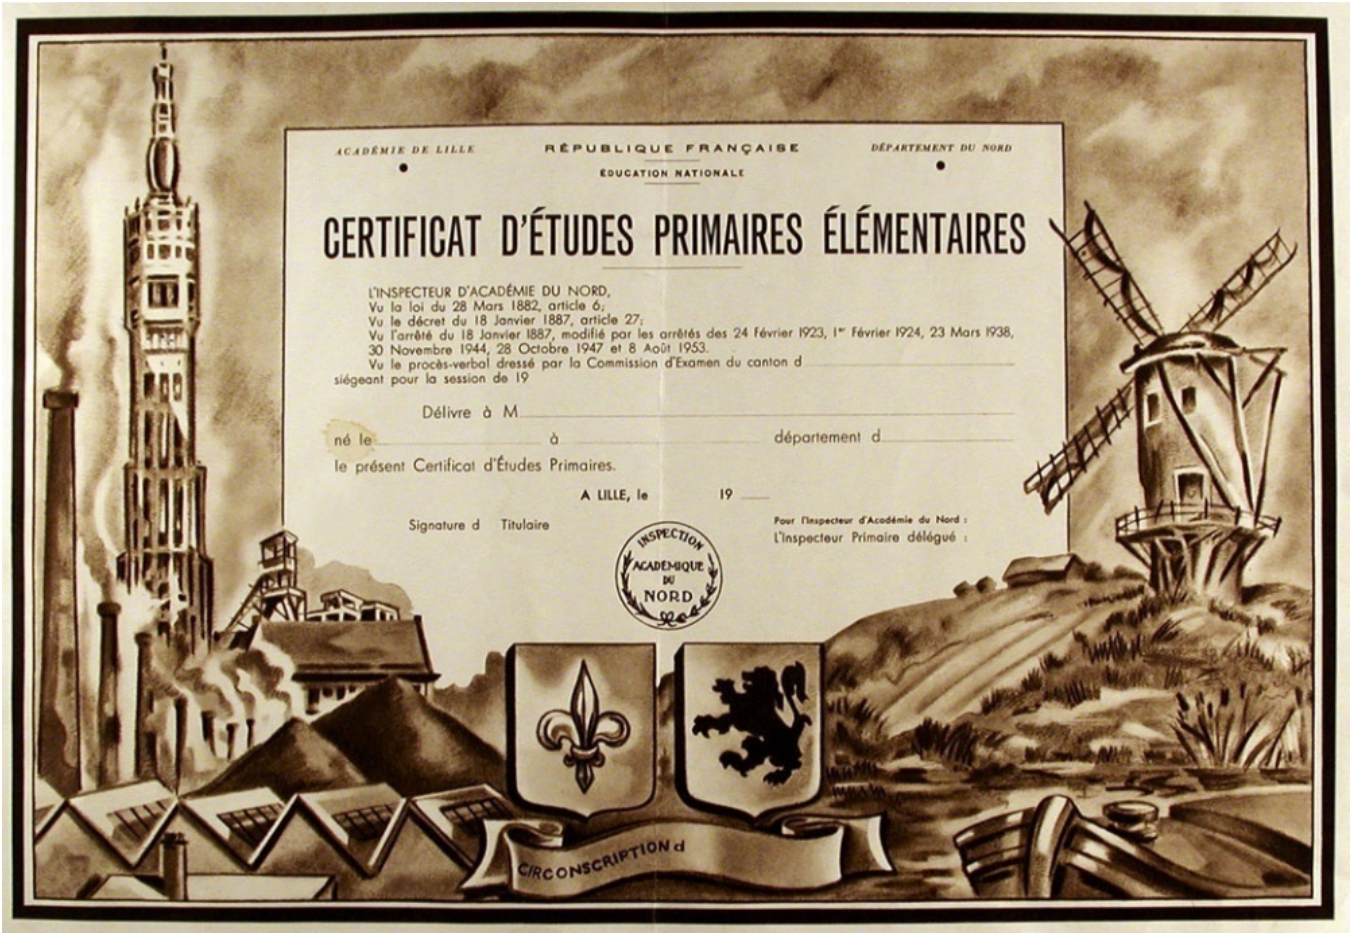 ACADÉMIE DE LILLE
RÉPUBLIQUE FRANÇAISE
DÉPARTEMENT DU NORD
ÉDUCATION NATIONALE
CERTIFICAT D'ÉTUDES PRIMAIRES ÉLÉMENTAIRES
L'INSPECTEUR D'ACADÉMIE DU NORD,
Vu la loi du 28 Mars 1882, article 6;
Vu le décret du 18 Janvier 1887, article 27;
Vu l'arrêté du 18 Janvier 1887, modifié par les arrêtés des 24 Février 1923, 1er Février 1924, 23 Mars 1938,
30 Novembre 1944, 28 Octobre 1947 et 8 Août 1953.
Vu le procès-verbal dressé par la Commission d'Examen du canton d
siégeant pour la session de 19
Délivre à M
né le à département d
le présent Certificat d'Études Primaires.
A LILLE, le 19
Signature d Titulaire
Pour l'Inspecteur d'Académie du Nord :
L'Inspecteur Primaire délégué :
INSPECTION
ACADÉMIQUE
DU
NORD
CIRCONSCRIPTION d